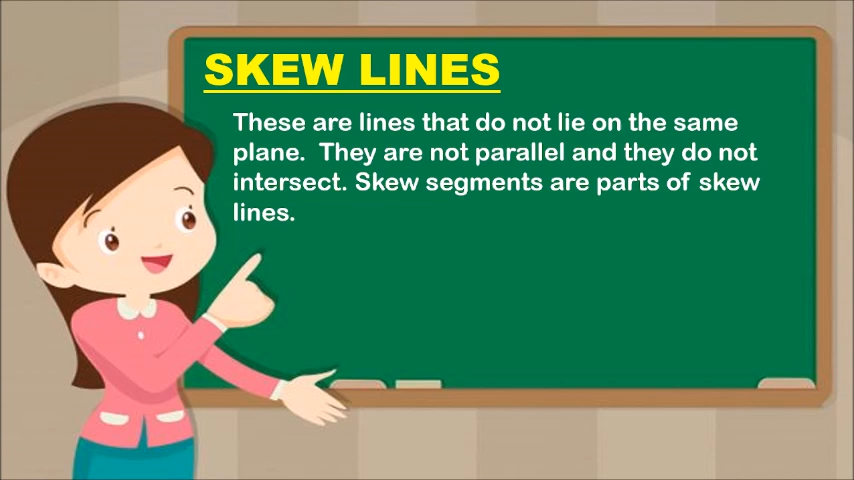 SKEW LINES
These are lines that do not lie on the same
plane.  They are not parallel and they do not
intersect. Skew segments are parts of skew
lines.